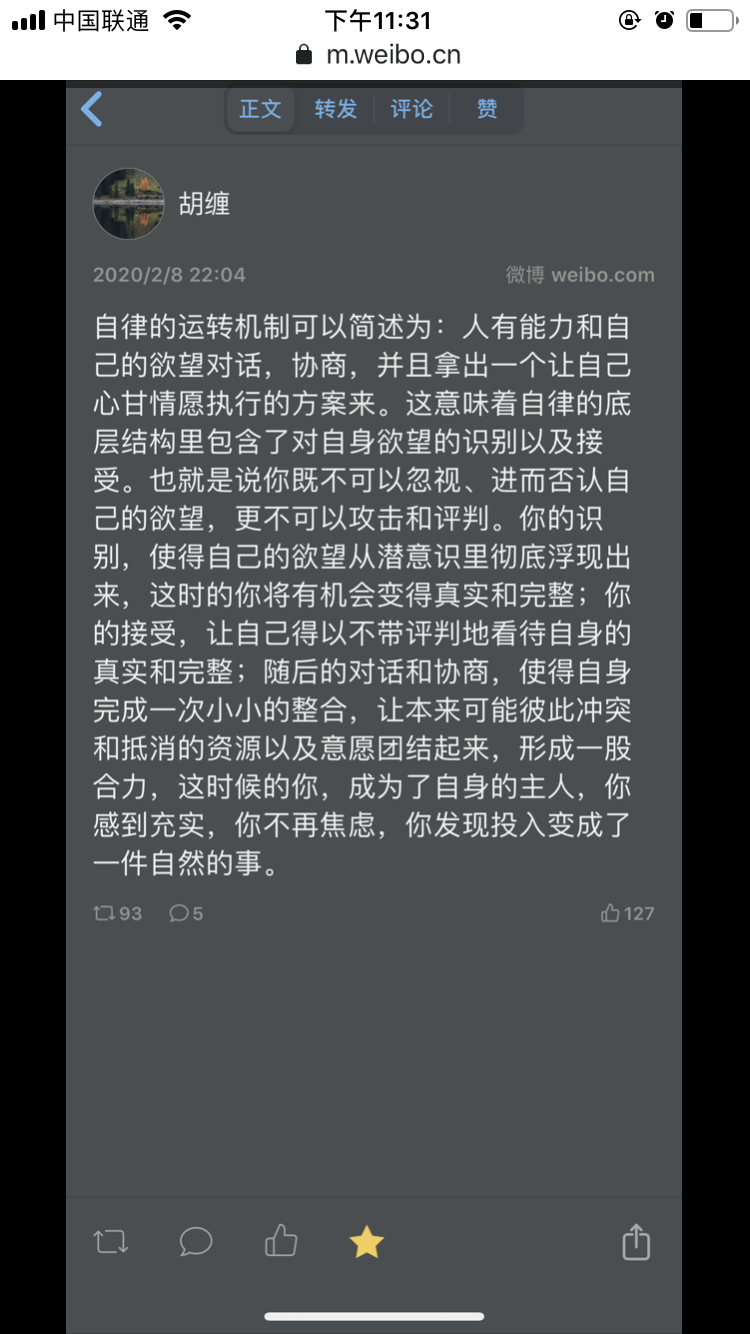 中国联通
下午11:31
m.weibo.cn
正文 转发 评论 赞
胡缠
2020/2/8 22:04
微博 weibo.com
自律的运转机制可以简述为：人有能力和自
己的欲望对话，协商，并且拿出一个让自己
心甘情愿执行的方案来。这意味着自律的底
层结构里包含了对自身欲望的识别以及接
受。也就是说你既不可以忽视、进而否认自
己的欲望，更不可以攻击和评判。你的识
别，使得自己的欲望从潜意识里彻底浮现出
来，这时的你将有机会变得真实和完整；你
的接受，让自己得以不带评判地看待自身的
真实和完整；随后的对话和协商，使得自身
完成一次小小的整合，让本来可能彼此冲突
和抵消的资源以及意愿团结起来，形成一股
合力，这时候的你，成为了自身的主人，你
感到充实，你不再焦虑，你发现投入变成了
一件自然的事。
93 5 127